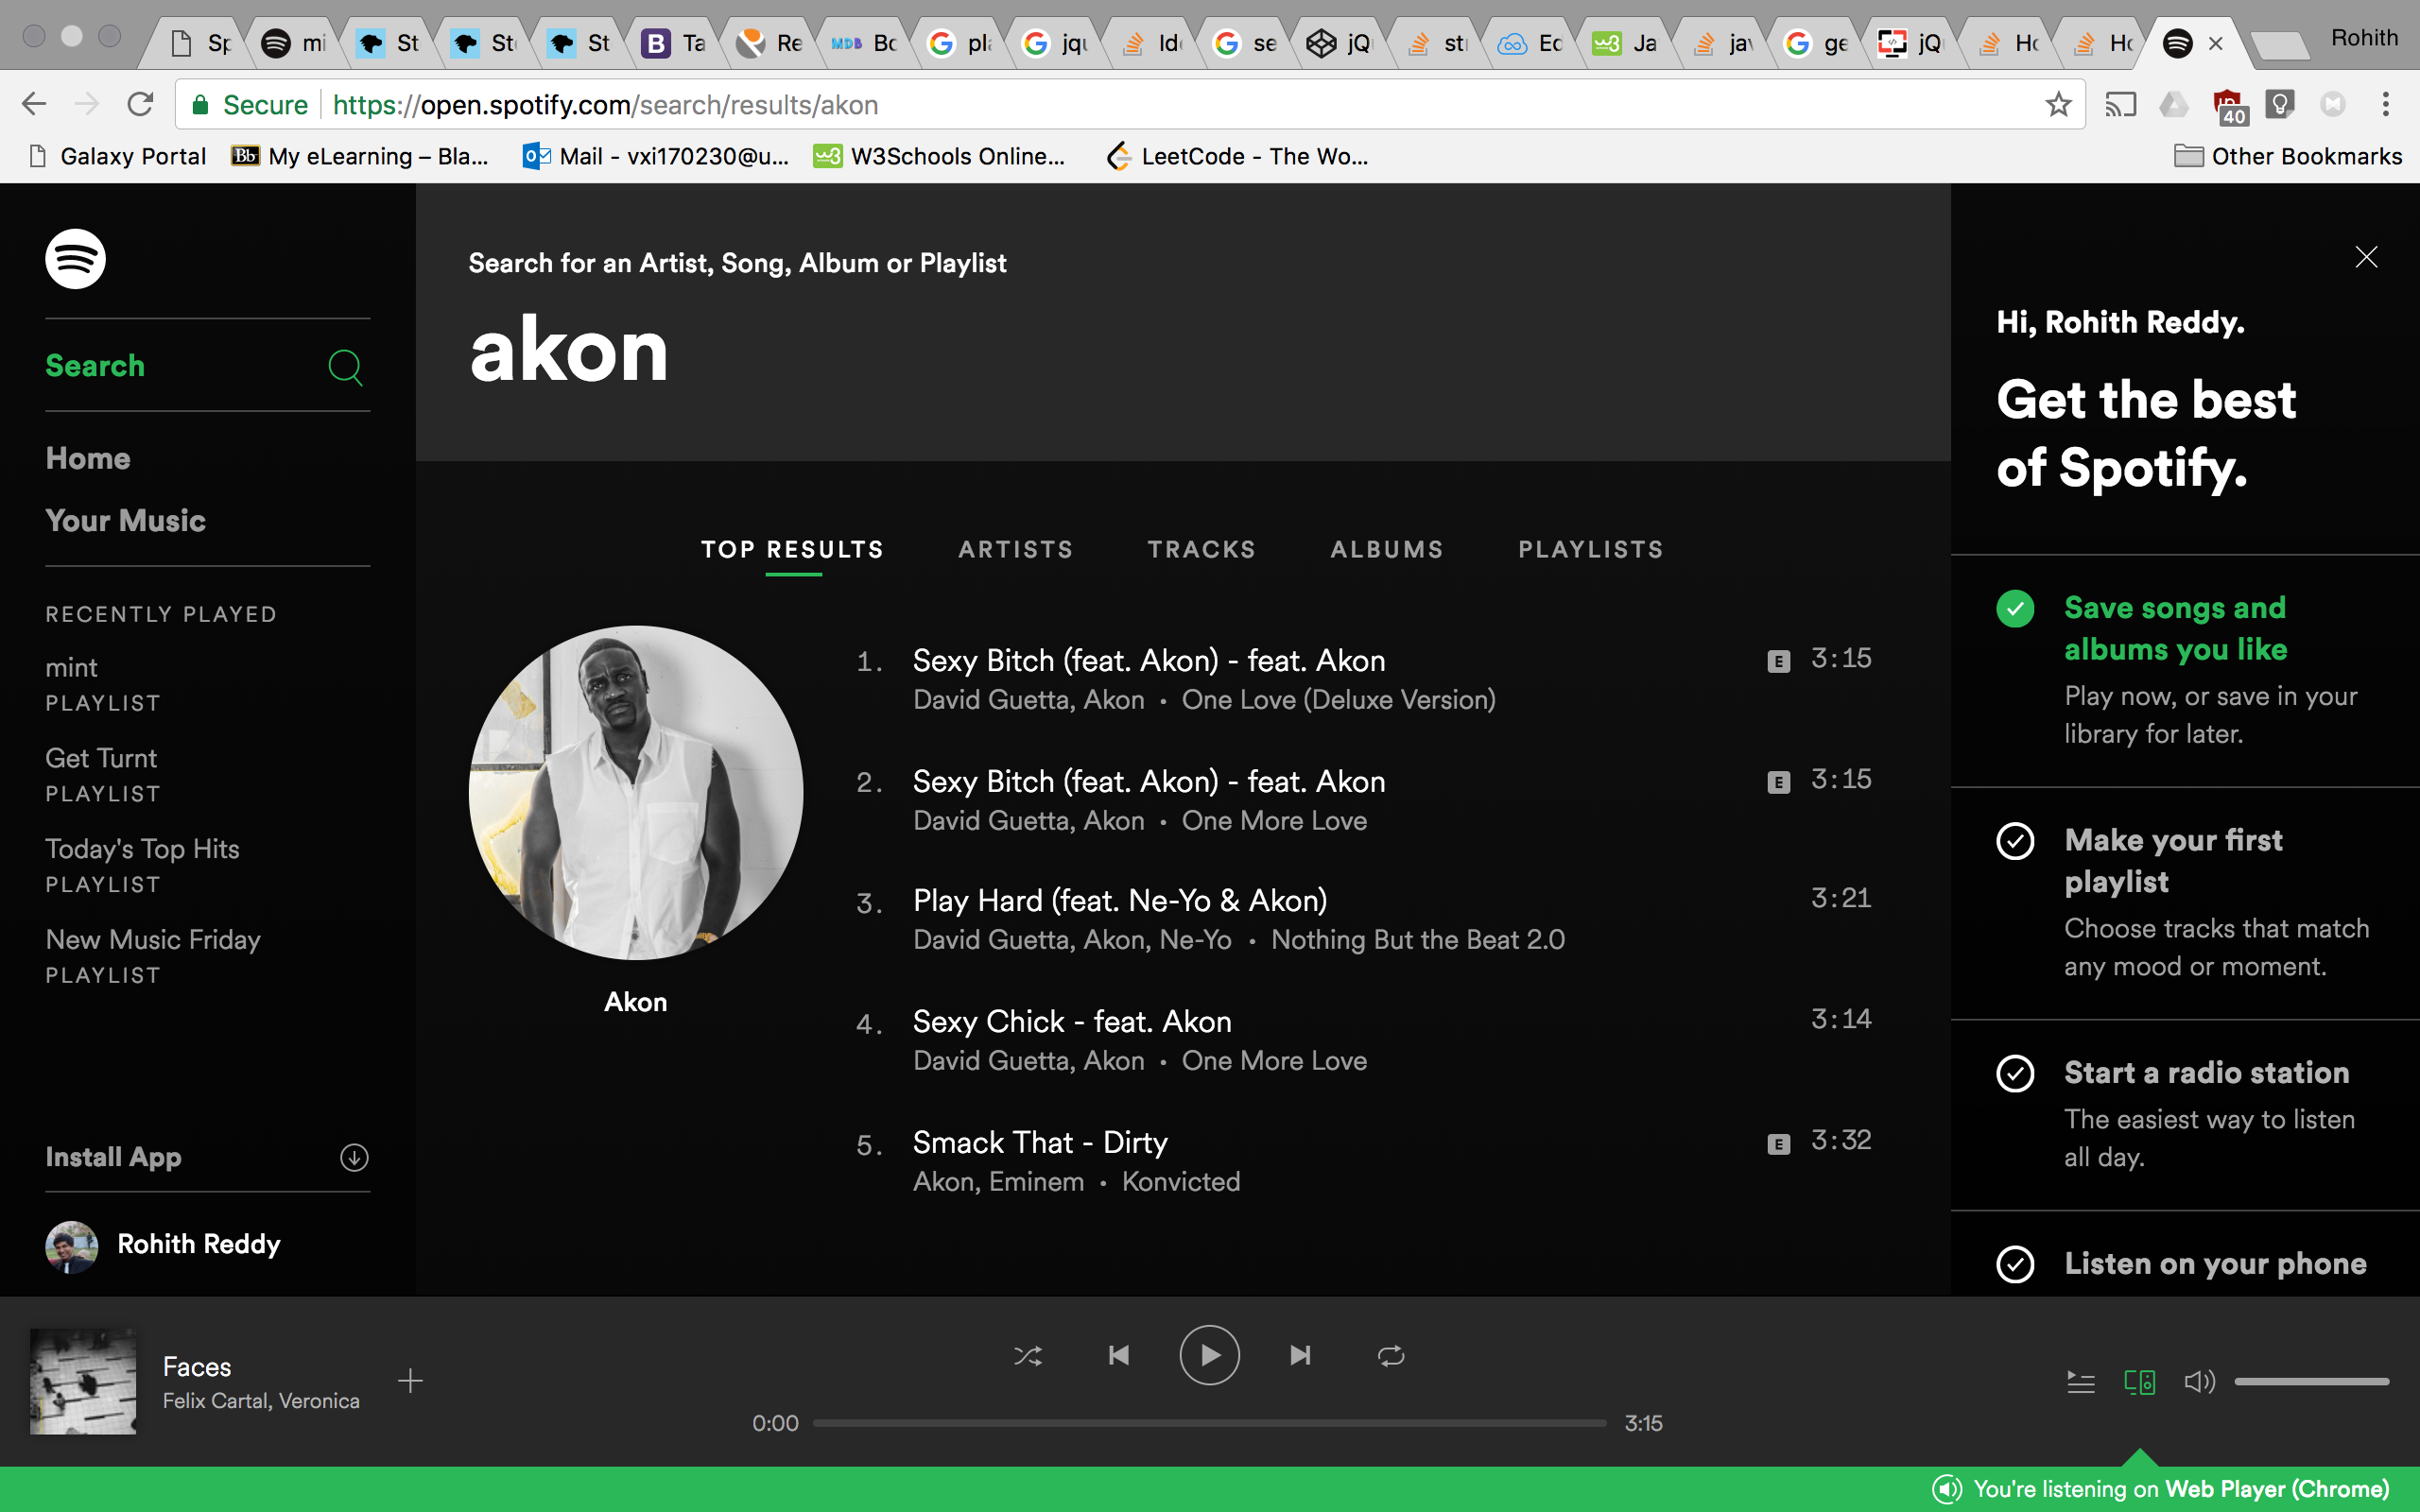 Sp mi St St St B Ta Re MDB Bc G pla G jqu Ide G se jQ str Ed w3 Ja jav G ge jQ Ho Ho Rohith
Secure https://open.spotify.com/search/results/akon 40
Galaxy Portal Bb My eLearning – Bla... Mail - vxi170230@u... w3 W3Schools Online... LeetCode - The Wo... Other Bookmarks
Search
Home
Your Music
RECENTLY PLAYED
mint
PLAYLIST
Get Turnt
PLAYLIST
Today's Top Hits
PLAYLIST
New Music Friday
PLAYLIST
Install App
Rohith Reddy
Search for an Artist, Song, Album or Playlist
akon
TOP RESULTS ARTISTS TRACKS ALBUMS PLAYLISTS
Akon
1. Sexy Bitch (feat. Akon) - feat. Akon E 3:15
David Guetta, Akon • One Love (Deluxe Version)
2. Sexy Bitch (feat. Akon) - feat. Akon E 3:15
David Guetta, Akon • One More Love
3. Play Hard (feat. Ne-Yo & Akon) 3:21
David Guetta, Akon, Ne-Yo • Nothing But the Beat 2.0
4. Sexy Chick - feat. Akon 3:14
David Guetta, Akon • One More Love
5. Smack That - Dirty E 3:32
Akon, Eminem • Konvicted
Hi, Rohith Reddy.
Get the best
of Spotify.
Save songs and
albums you like
Play now, or save in your
library for later.
Make your first
playlist
Choose tracks that match
any mood or moment.
Start a radio station
The easiest way to listen
all day.
Listen on your phone
Faces
Felix Cartal, Veronica
0:00 3:15
You're listening on Web Player (Chrome)